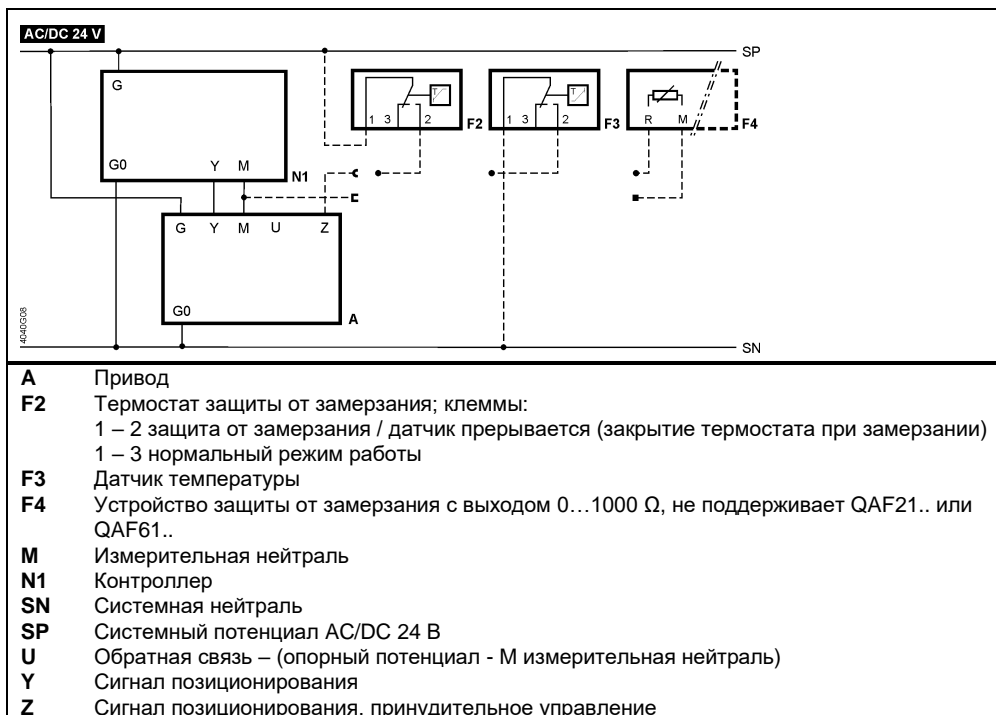 AC/DC 24 V
SP
G
T
T
1 3 2
F2
1 3 2
F3
R M
F4
G0 Y M
N1
G Y M U Z
G0
A
4040G08
SN
A Привод
F2 Термостат защиты от замерзания; клеммы:
1 – 2 защита от замерзания / датчик прерывается (закрытие термостата при замерзании)
1 – 3 нормальный режим работы
F3 Датчик температуры
F4 Устройство защиты от замерзания с выходом 0…1000 Ω, не поддерживает QAF21.. или
QAF61..
M Измерительная нейтраль
N1 Контроллер
SN Системная нейтраль
SP Системный потенциал AC/DC 24 В
U Обратная связь – (опорный потенциал - М измерительная нейтраль)
Y Сигнал позиционирования
Z Сигнал позиционирования, принудительное управление